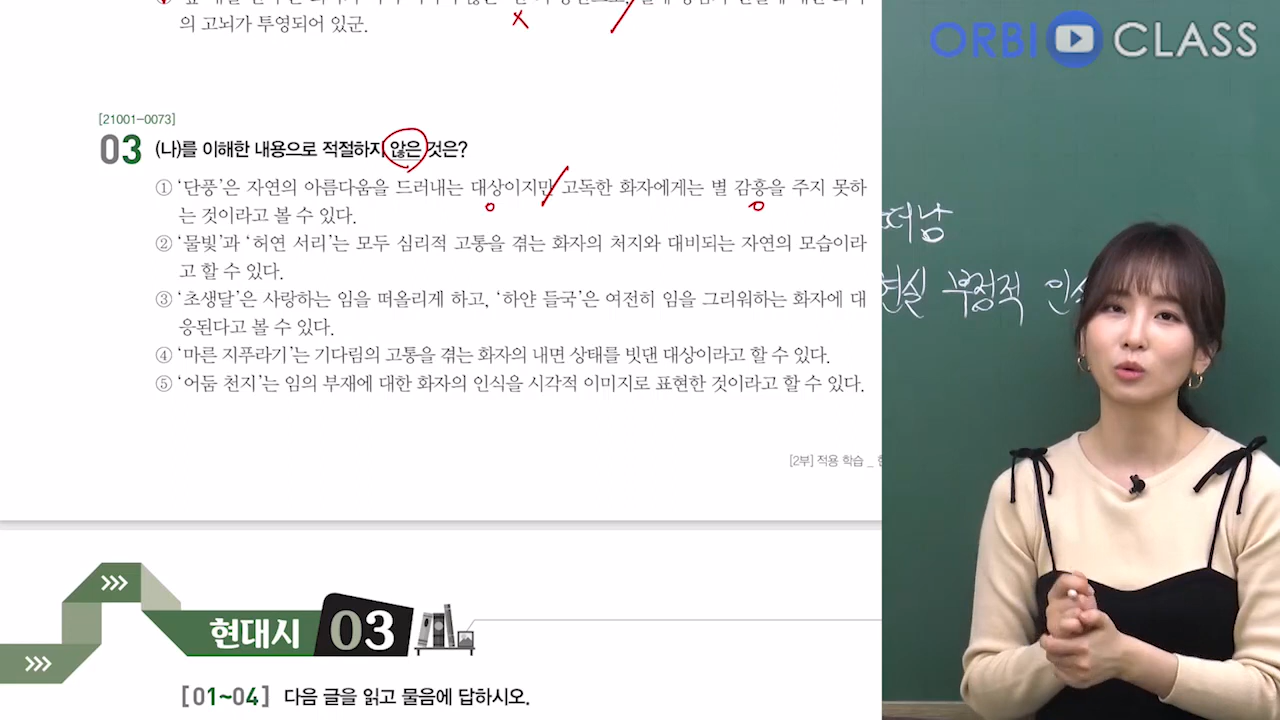 의 고뇌가 투영되어 있군.
ORBI CLASS
[21001-0073]
03 (나)를 이해한 내용으로 적절하지 않은 것은?
① ‘단풍’은 자연의 아름다움을 드러내는 대상이지만 고독한 화자에게는 별 감흥을 주지 못하
는 것이라고 볼 수 있다.
② ‘물빛’과 ‘허연 서리’는 모두 심리적 고통을 겪는 화자의 처지와 대비되는 자연의 모습이라
고 할 수 있다.
③ ‘초생달’은 사랑하는 임을 떠올리게 하고, ‘하얀 들국’은 여전히 임을 그리워하는 화자에 대
응된다고 볼 수 있다.
④ ‘마른 지푸라기’는 기다림의 고통을 겪는 화자의 내면 상태를 빗댄 대상이라고 할 수 있다.
⑤ ‘어둠 천지’는 임의 부재에 대한 화자의 인식을 시각적 이미지로 표현한 것이라고 할 수 있다.
떠남
현실 부정적 인식
[2부] 적용 학습 _
현대시 03
[01~04] 다음 글을 읽고 물음에 답하시오.